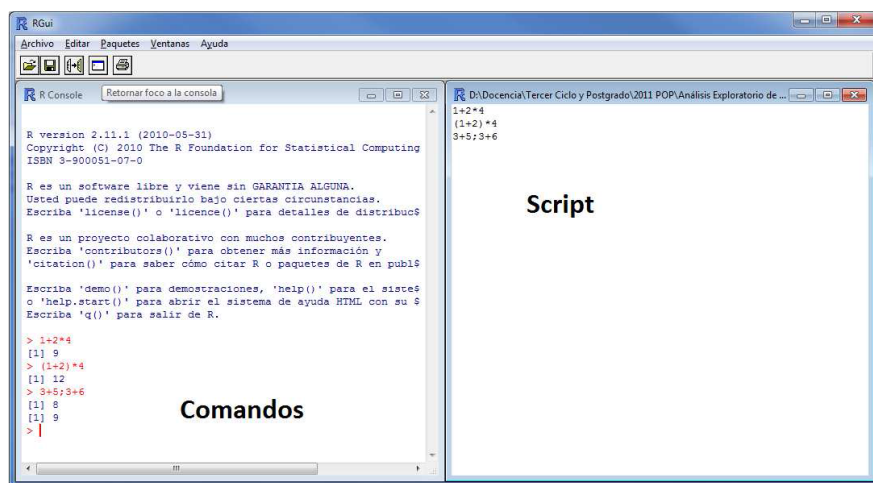 RGui
Archivo Editar Paquetes Ventanas Ayuda
R Console
Retornar foco a la consola
R version 2.11.1 (2010-05-31)
Copyright (C) 2010 The R Foundation for Statistical Computing
ISBN 3-900051-07-0
R es un software libre y viene sin GARANTIA ALGUNA.
Usted puede redistribuirlo bajo ciertas circunstancias.
Escriba 'license()' o 'licence()' para detalles de distribuc$
R es un proyecto colaborativo con muchos contribuyentes.
Escriba 'contributors()' para obtener más información y
'citation()' para saber cómo citar R o paquetes de R en publ$
Escriba 'demo()' para demostraciones, 'help()' para el siste$
o 'help.start()' para abrir el sistema de ayuda HTML con su $
Escriba 'q()' para salir de R.
> 1+2*4
[1] 9
> (1+2)*4
[1] 12
> 3+5;3+6
[1] 8
[1] 9
>
Comandos
D:\Docencia\Tercer Ciclo y Postgrado\2011 POP\Análisis Exploratorio de ...
1+2*4
(1+2)*4
3+5;3+6
Script